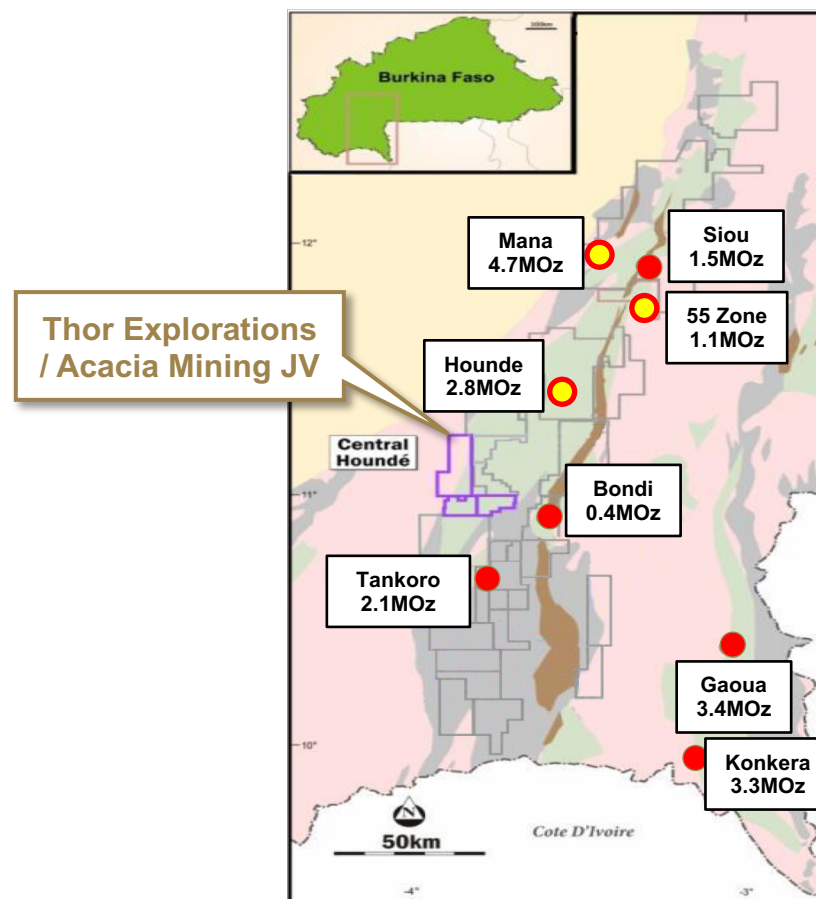 100km
Burkina Faso
12°
Mana
4.7MOz
Siou
1.5MOz
55 Zone
1.1MOz
Thor Explorations
/ Acacia Mining JV
Hounde
2.8MOz
Central
Houndé
11°
Bondi
0.4MOz
Tankoro
2.1MOz
Gaoua
3.4MOz
10°
Konkera
3.3MOz
N
50km
Cote D'Ivoire
-4°
-3°